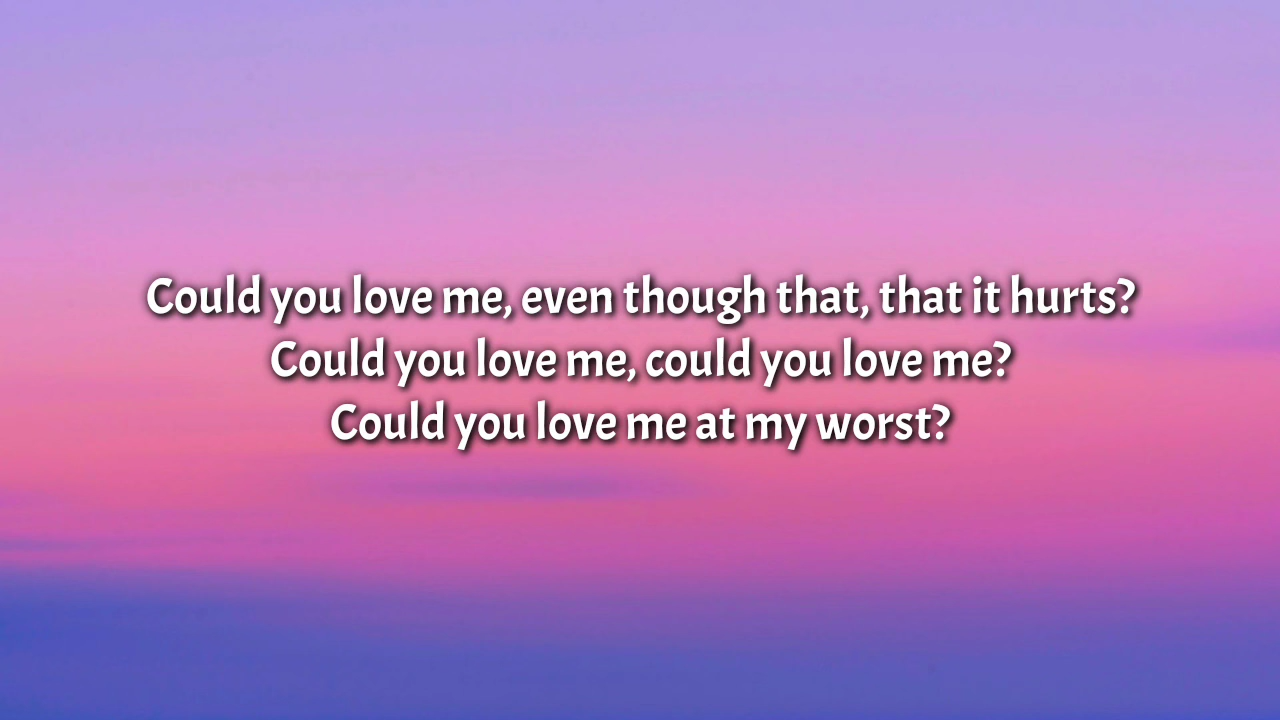 Could you love me, even though that, that it hurts?
Could you love me, could you love me?
Could you love me at my worst?